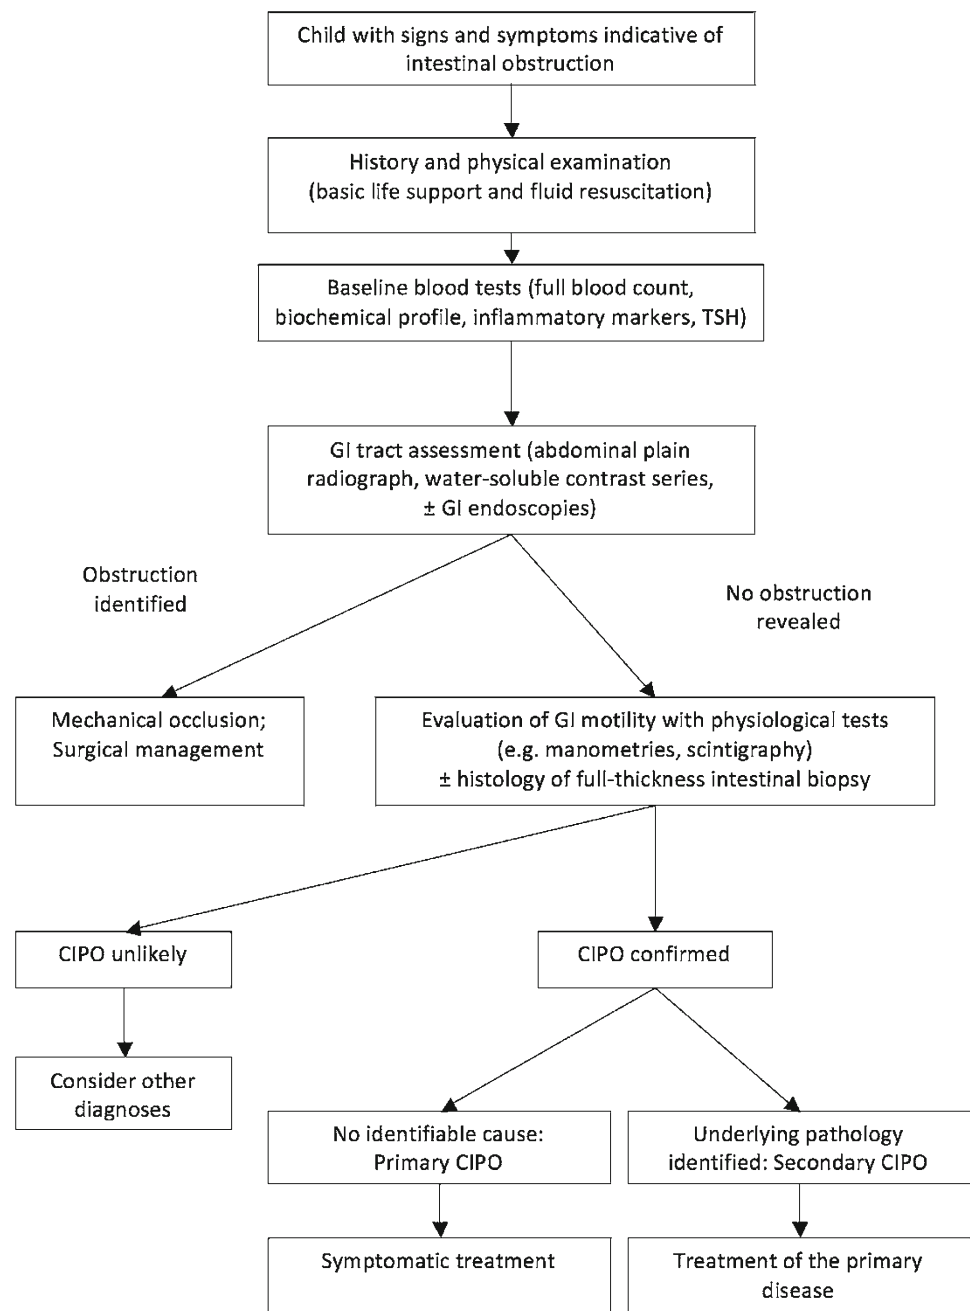 Child with signs and symptoms indicative of
intestinal obstruction
History and physical examination
(basic life support and fluid resuscitation)
Baseline blood tests (full blood count,
biochemical profile, inflammatory markers, TSH)
GI tract assessment (abdominal plain
radiograph, water-soluble contrast series,
± GI endoscopies)
Obstruction
identified
No obstruction
revealed
Mechanical occlusion;
Surgical management
Evaluation of GI motility with physiological tests
(e.g. manometries, scintigraphy)
± histology of full-thickness intestinal biopsy
CIPO unlikely
CIPO confirmed
Consider other
diagnoses
No identifiable cause:
Primary CIPO
Underlying pathology
identified: Secondary CIPO
Symptomatic treatment
Treatment of the primary
disease